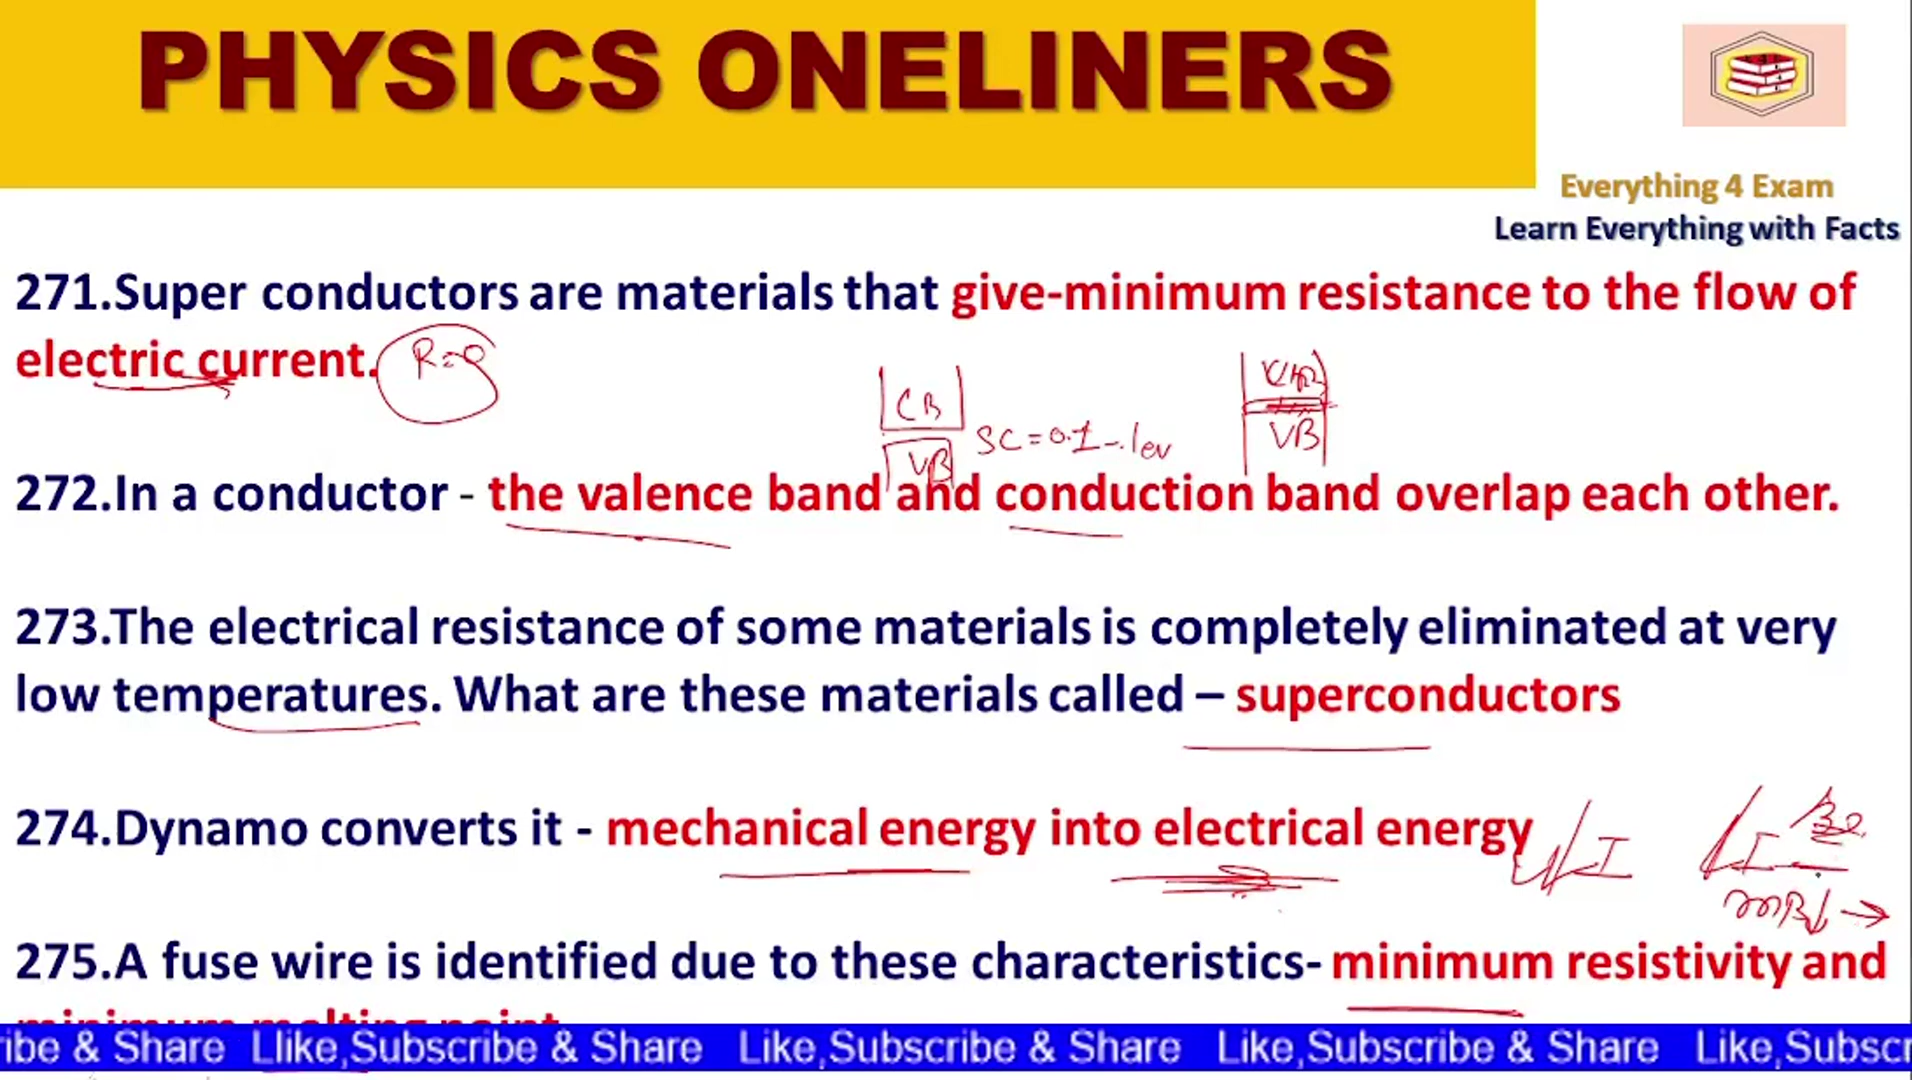 PHYSICS ONELINERS
Everything 4 Exam
Learn Everything with Facts
271.Super conductors are materials that give-minimum resistance to the flow of
electric current.
R=0
CB
VB
SC = 0.1 - 1ev
VB
272.In a conductor - the valence band and conduction band overlap each other.
273.The electrical resistance of some materials is completely eliminated at very
low temperatures. What are these materials called – superconductors
274.Dynamo converts it - mechanical energy into electrical energy
275.A fuse wire is identified due to these characteristics- minimum resistivity and
minimum melting point
ribe & Share Llike,Subscribe & Share Like,Subscribe & Share Like,Subscribe & Share Like,Subscr